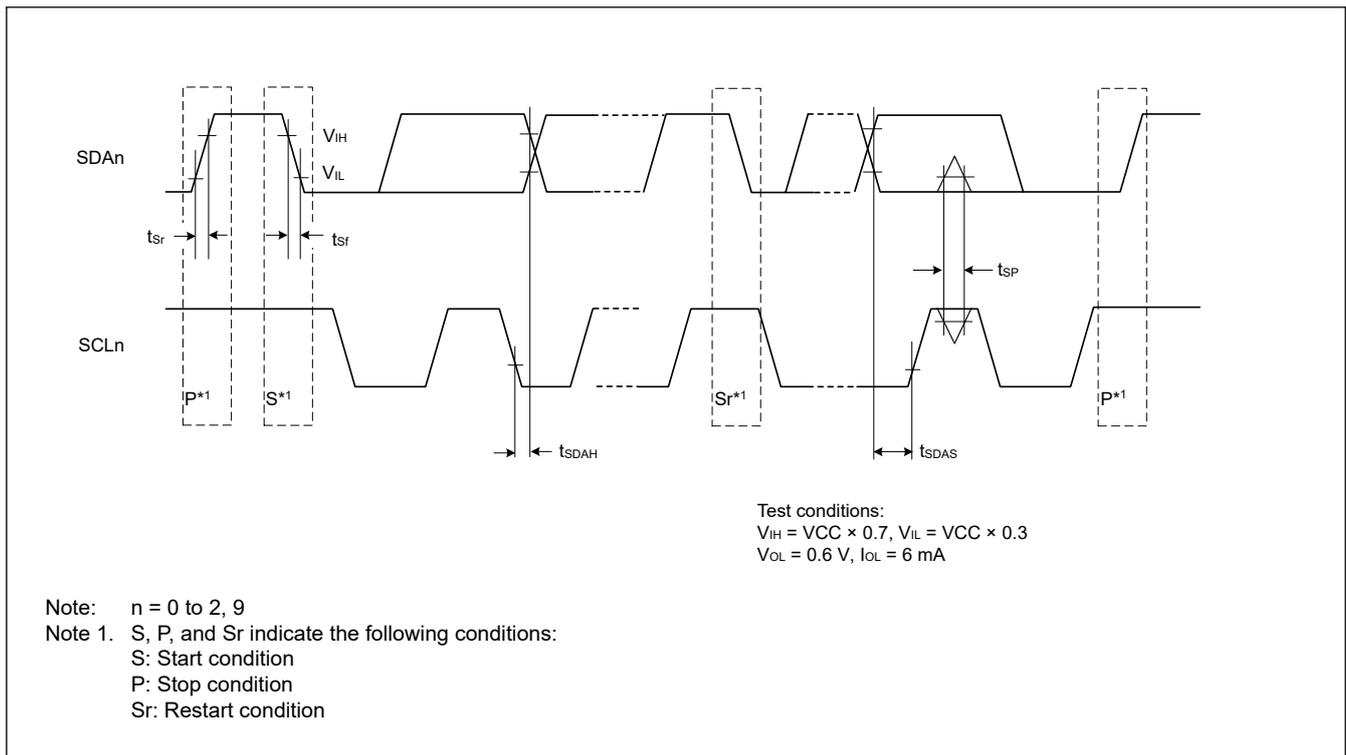 SDAn
VIH
VIL
tSr
tSf
tSP
SCLn
P*1
S*1
Sr*1
P*1
tSDAH
tSDAS
Test conditions:
VIH = VCC × 0.7, VIL = VCC × 0.3
VOL = 0.6 V, IOL = 6 mA
Note: n = 0 to 2, 9
Note 1. S, P, and Sr indicate the following conditions:
S: Start condition
P: Stop condition
Sr: Restart condition